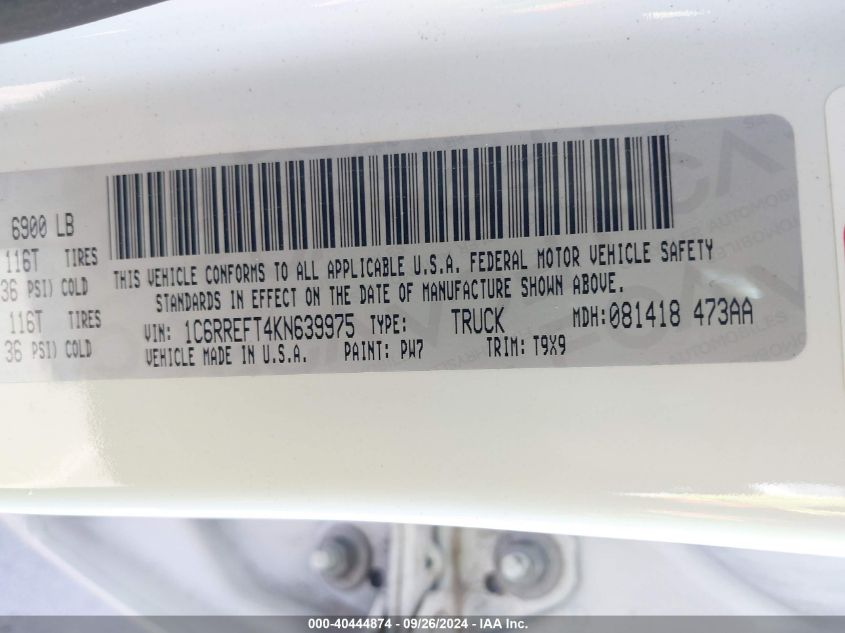 6900 LB
116T TIRES
36 PSI) COLD
116T TIRES
36 PSI) COLD
THIS VEHICLE CONFORMS TO ALL APPLICABLE U.S.A. FEDERAL MOTOR VEHICLE SAFETY
STANDARDS IN EFFECT ON THE DATE OF MANUFACTURE SHOWN ABOVE.
VIN: 1C6RREFT4KN639975 TYPE: TRUCK MDH:081418 473AA
VEHICLE MADE IN U.S.A. PAINT: PW7 TRIM: T9X9
000-40444874 - 09/26/2024 - IAA Inc.